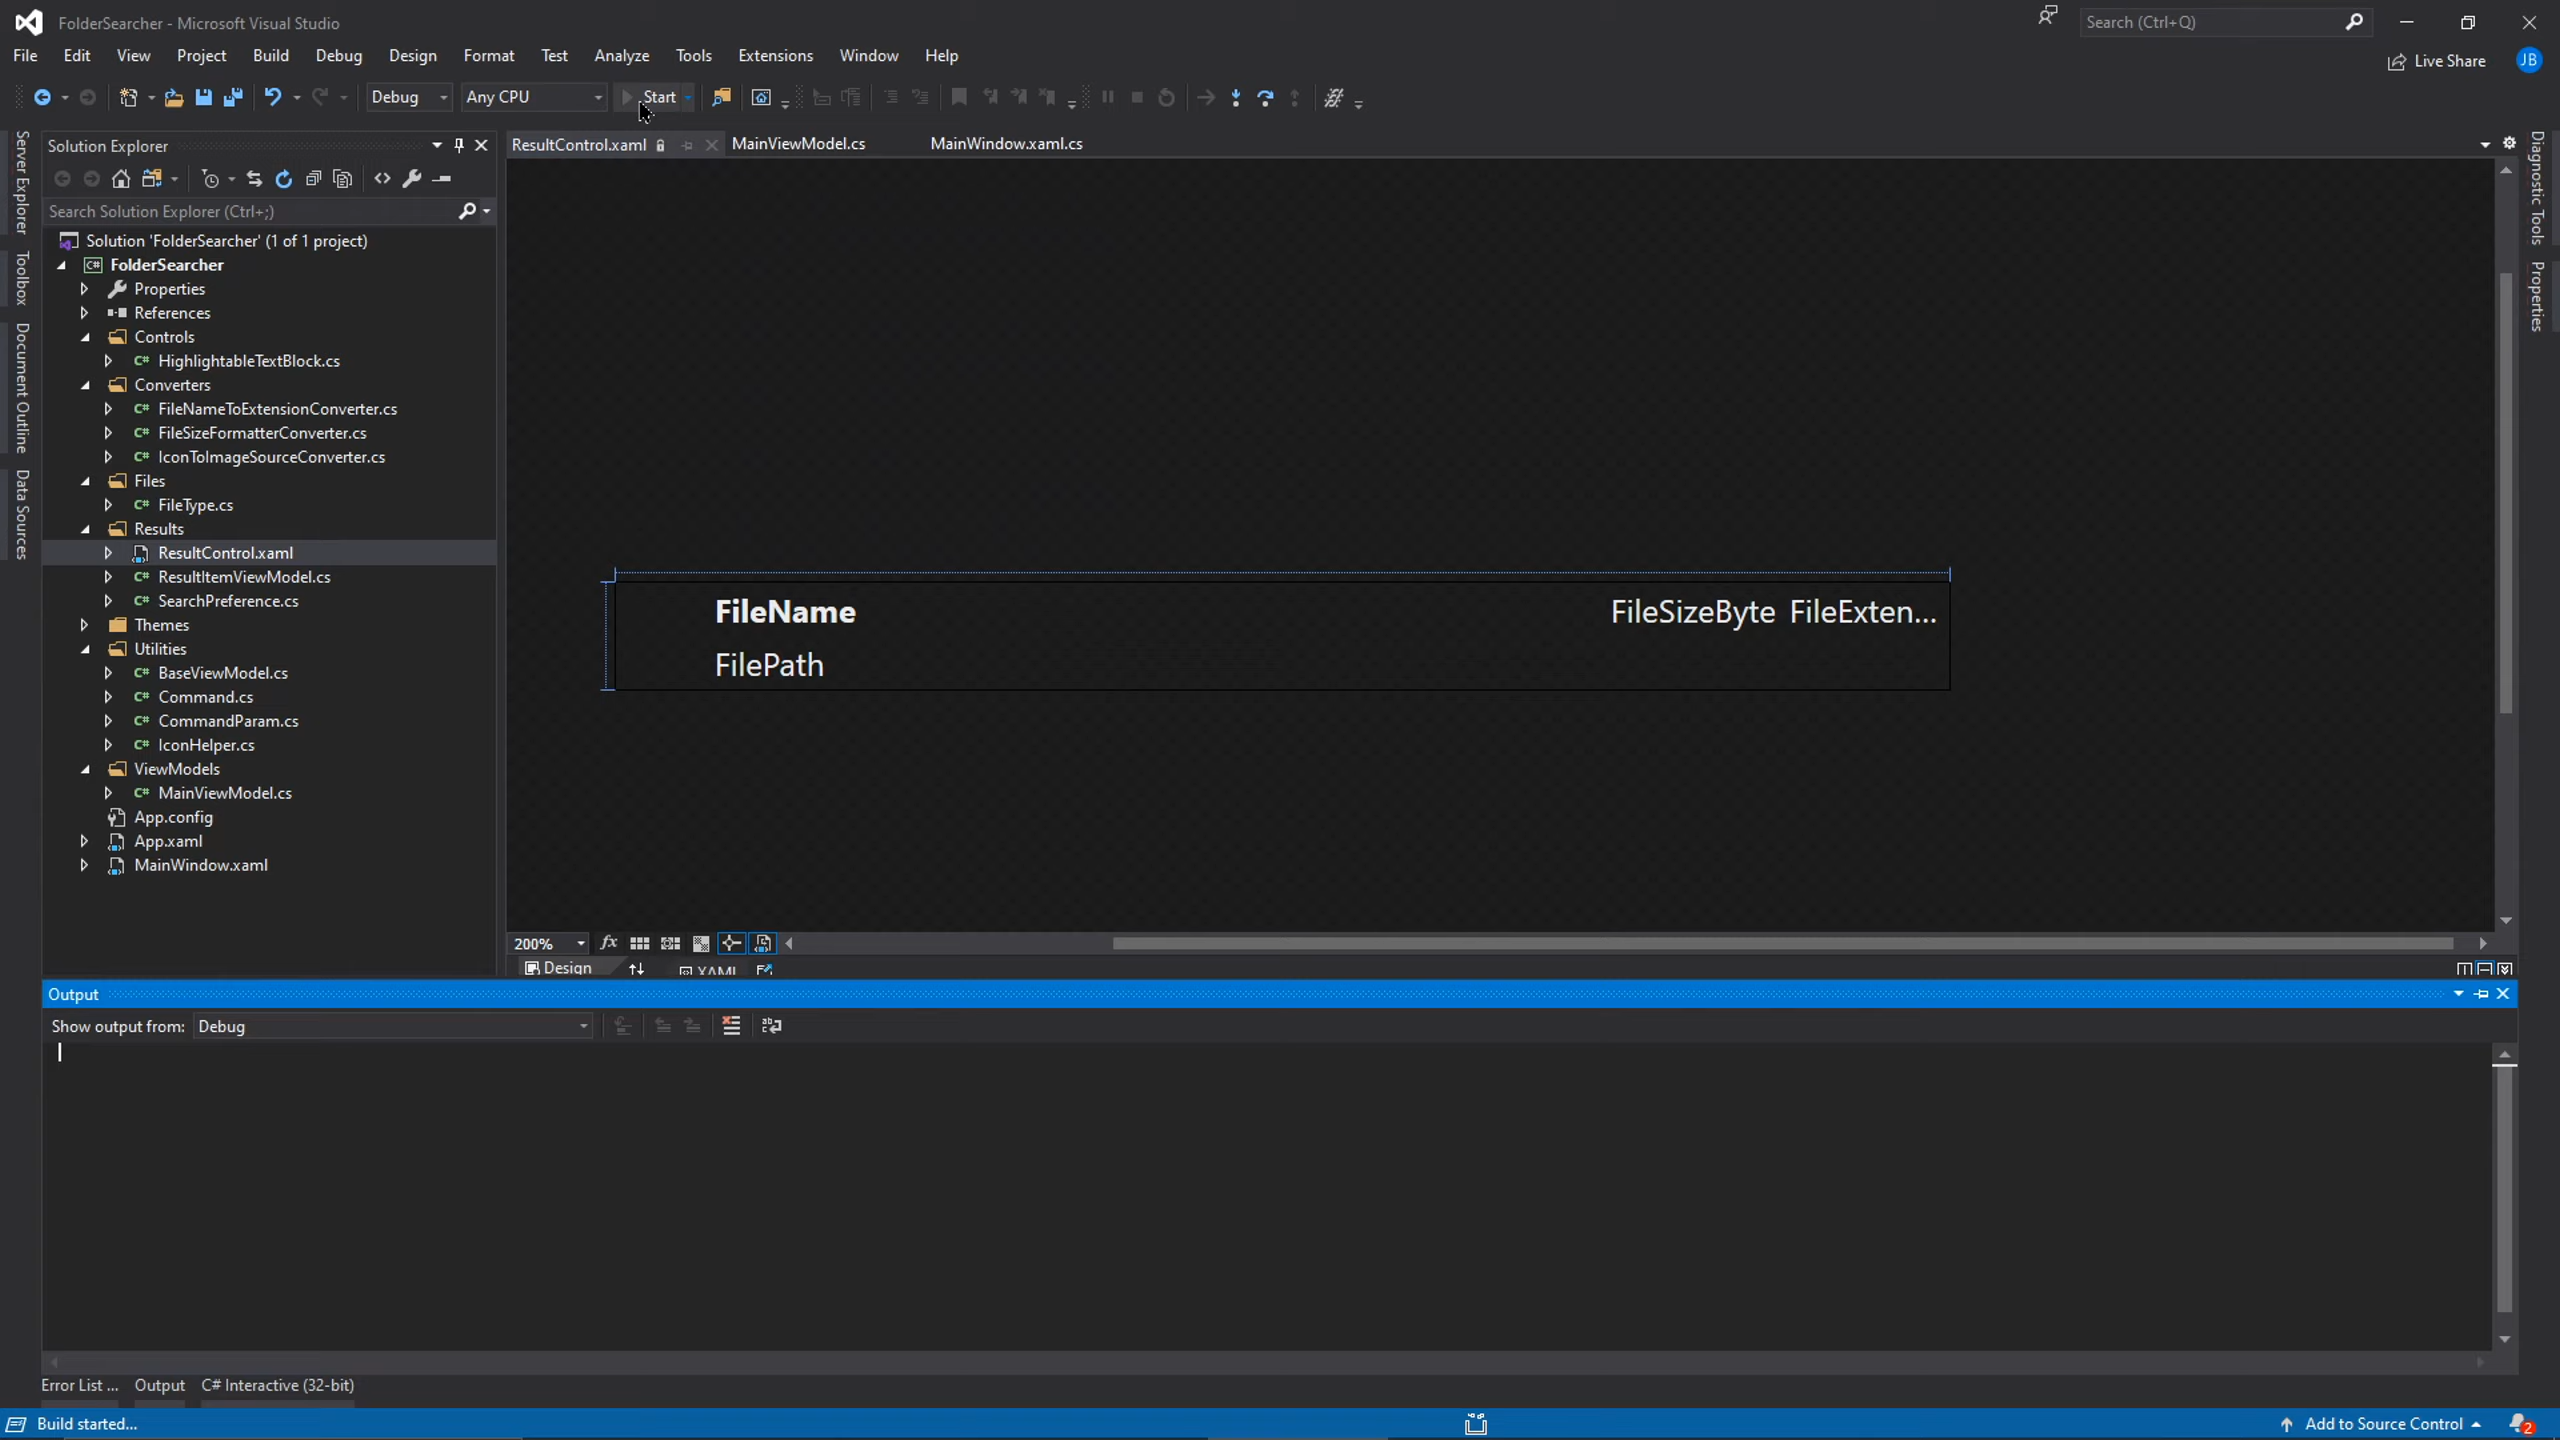 FolderSearcher - Microsoft Visual Studio
Search (Ctrl+Q)
File Edit View Project Build Debug Design Format Test Analyze Tools Extensions Window Help
Live Share
JB
Debug
Any CPU
Start
Server Explorer
Toolbox
Document Outline
Data Sources
Solution Explorer
Search Solution Explorer (Ctrl+;)
Solution 'FolderSearcher' (1 of 1 project)
C# FolderSearcher
Properties
References
Controls
C# HighlightableTextBlock.cs
Converters
C# FileNameToExtensionConverter.cs
C# FileSizeFormatterConverter.cs
C# IconToImageSourceConverter.cs
Files
C# FileType.cs
Results
ResultControl.xaml
C# ResultItemViewModel.cs
C# SearchPreference.cs
Themes
Utilities
C# BaseViewModel.cs
C# Command.cs
C# CommandParam.cs
C# IconHelper.cs
ViewModels
C# MainViewModel.cs
App.config
App.xaml
MainWindow.xaml
ResultControl.xaml
MainViewModel.cs
MainWindow.xaml.cs
FileName
FileSizeByte FileExten...
FilePath
200%
fx
Design
XAML
Diagnostic Tools
Properties
Output
Show output from: Debug
Error List ...
Output
C# Interactive (32-bit)
Build started...
Add to Source Control
2